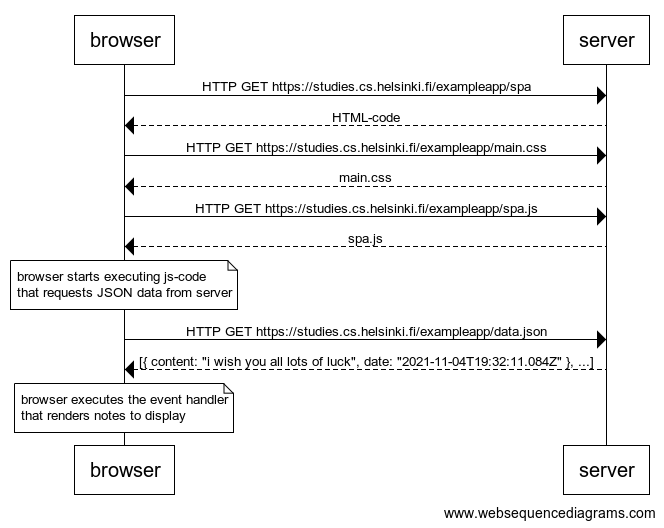 browser
server
HTTP GET https://studies.cs.helsinki.fi/exampleapp/spa
HTML-code
HTTP GET https://studies.cs.helsinki.fi/exampleapp/main.css
main.css
HTTP GET https://studies.cs.helsinki.fi/exampleapp/spa.js
spa.js
browser starts executing js-code
that requests JSON data from server
HTTP GET https://studies.cs.helsinki.fi/exampleapp/data.json
[{ content: "i wish you all lots of luck", date: "2021-11-04T19:32:11.084Z" }, ...]
browser executes the event handler
that renders notes to display
browser
server
www.websequencediagrams.com